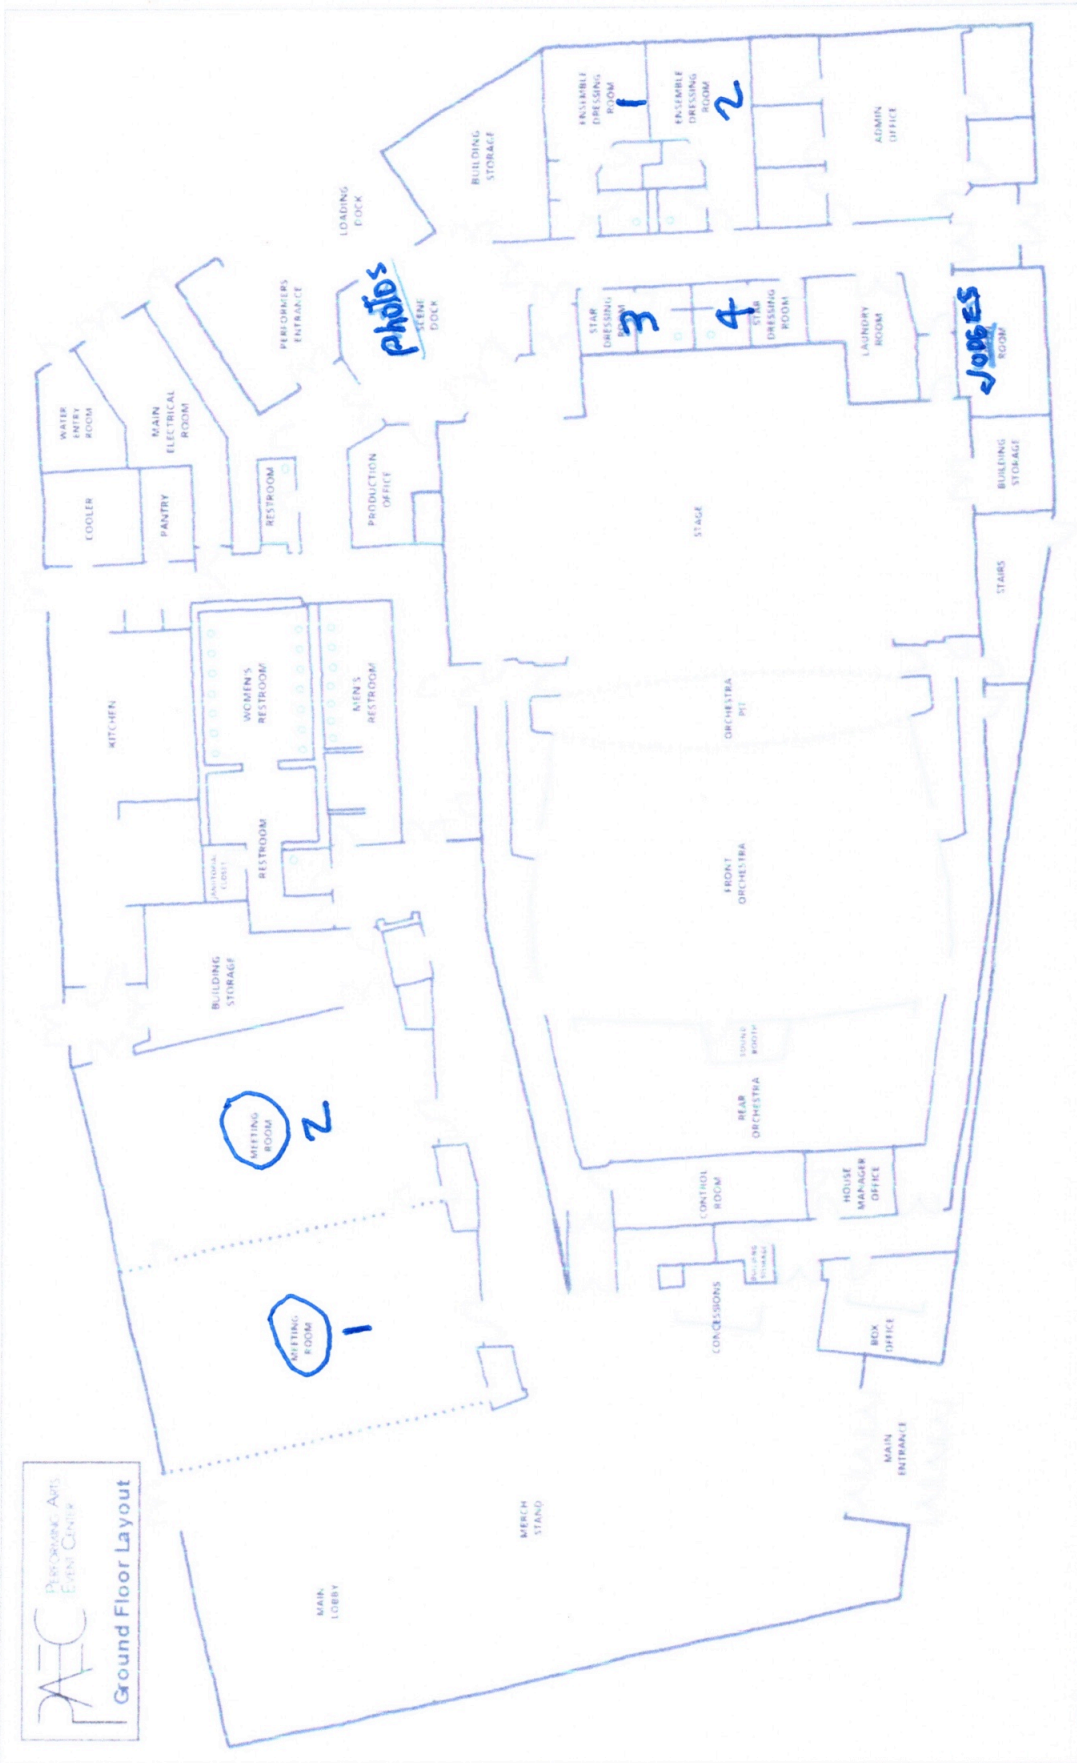 PAEC
PERFORMING ARTS
EVENT CENTER
Ground Floor Layout
KITCHEN
COOLER
WATER
ENTRY
ROOM
PANTRY
MAIN
ELECTRICAL
ROOM
JANITORIAL
CLOSET
BUILDING
STORAGE
WOMEN'S
RESTROOM
RESTROOM
RESTROOM
PERFORMERS
ENTRANCE
MEETING
ROOM
2
MEETING
ROOM
1
MAIN
LOBBY
MEN'S
RESTROOM
PRODUCTION
OFFICE
LOADING
DOCK
PHOTOS
SCENE
DOCK
BUILDING
STORAGE
MERCH
STAND
ENSEMBLE
DRESSING
ROOM
1
STAR
DRESSING
ROOM
3
ENSEMBLE
DRESSING
ROOM
2
CONTROL
ROOM
STAGE
CONCESSIONS
BUILDING
STORAGE
REAR
ORCHESTRA
SOUND
BOOTH
FRONT
ORCHESTRA
ORCHESTRA
PIT
4
STAR
DRESSING
ROOM
HOUSE
MANAGER
OFFICE
LAUNDRY
ROOM
ADMIN
OFFICE
BOX
OFFICE
MAIN
ENTRANCE
STAIRS
BUILDING
STORAGE
JUDGES
ROOM